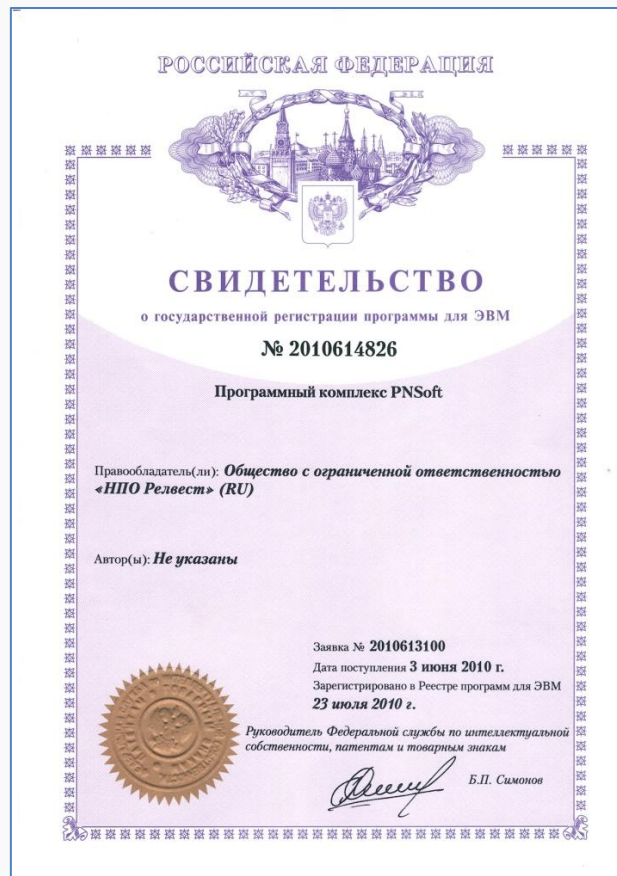 РОССИЙСКАЯ ФЕДЕРАЦИЯ
СВИДЕТЕЛЬСТВО
о государственной регистрации программы для ЭВМ
№ 2010614826
Программный комплекс PNSoft
Правообладатель(ли): Общество с ограниченной ответственностью
«НПО Релвест» (RU)
Автор(ы): Не указаны
Заявка № 2010613100
Дата поступления 3 июня 2010 г.
Зарегистрировано в Реестре программ для ЭВМ
23 июля 2010 г.
Руководитель Федеральной службы по интеллектуальной
собственности, патентам и товарным знакам
Б.П. Симонов